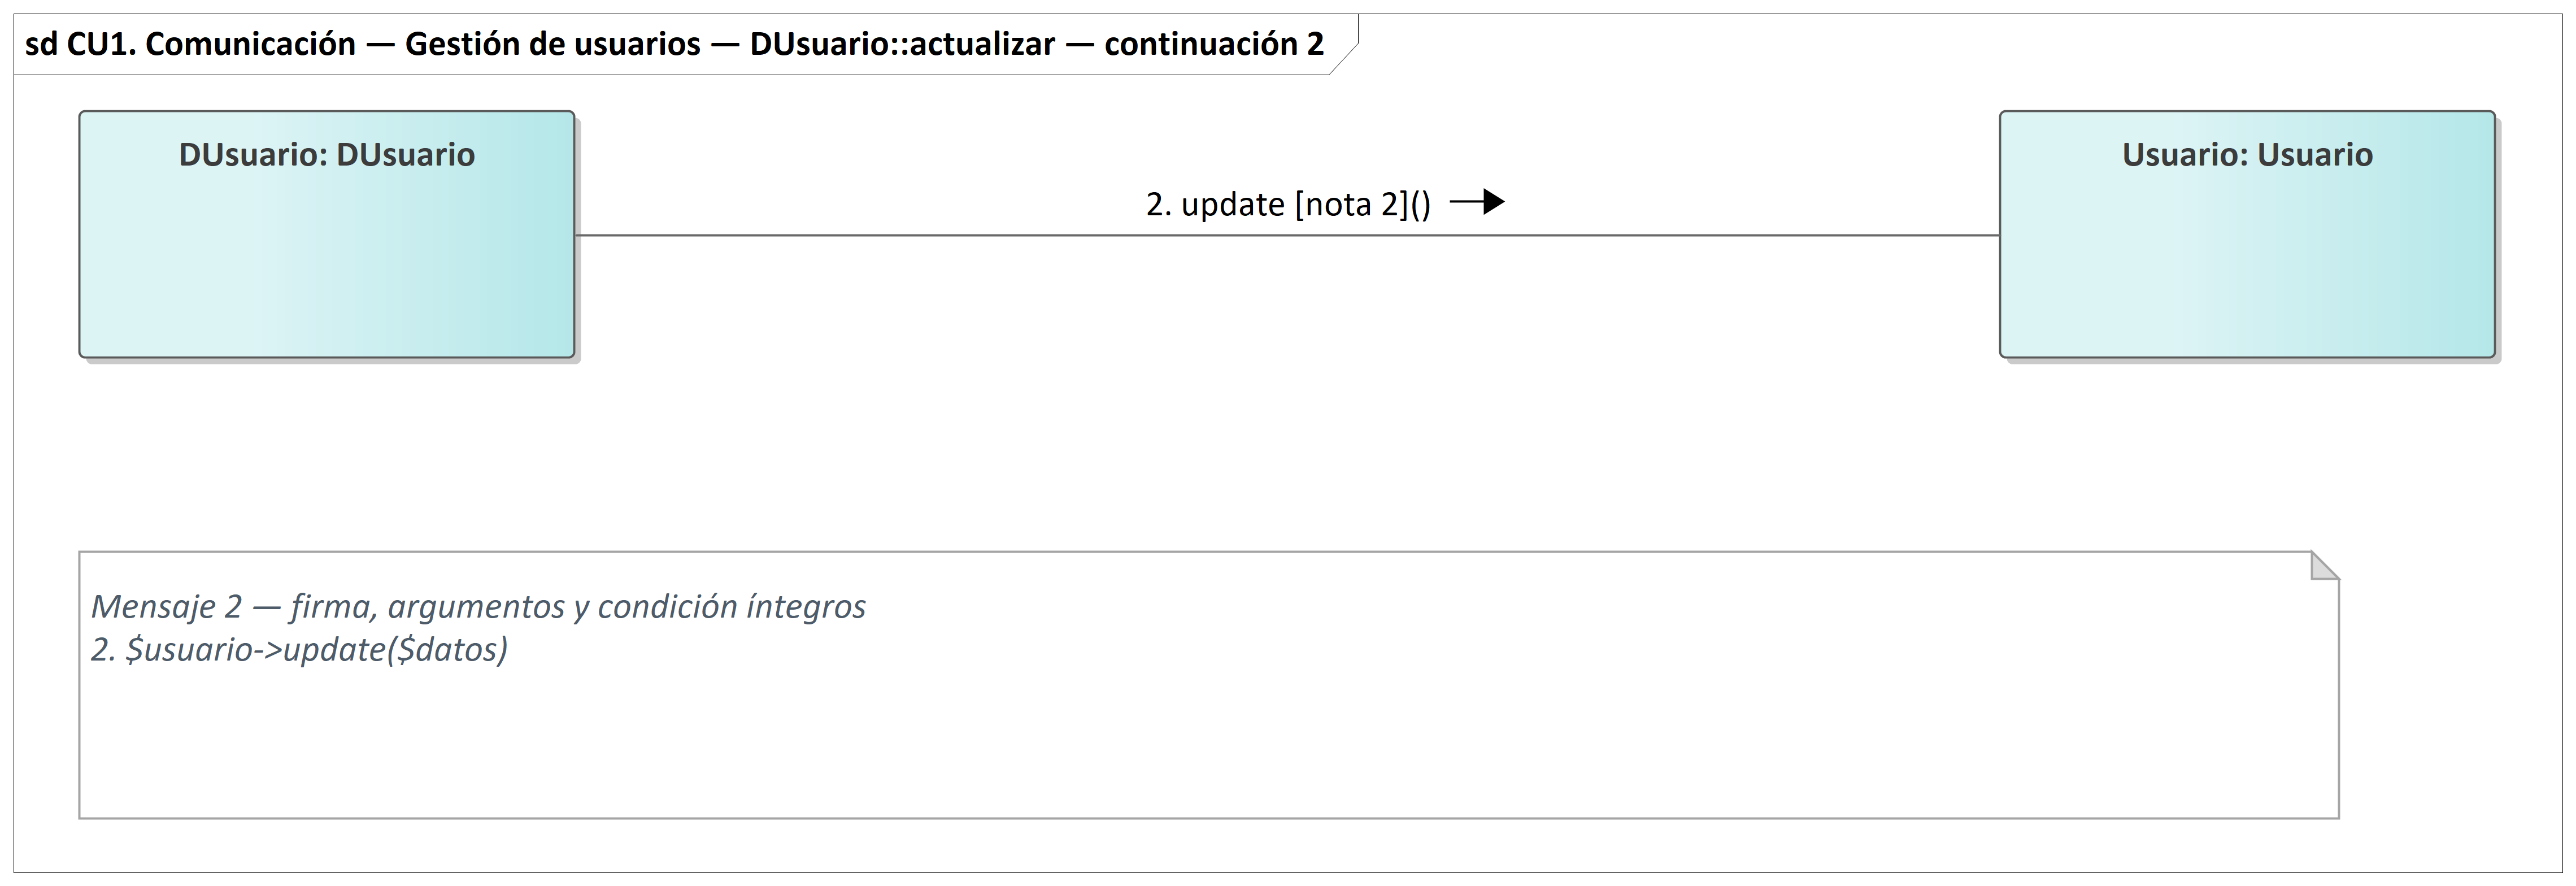 sd CU1. Comunicación — Gestión de usuarios — DUsuario::actualizar — continuación 2
DUsuario: DUsuario
Usuario: Usuario
2. update [nota 2]()
Mensaje 2 — firma, argumentos y condición íntegros
2. $usuario->update($datos)